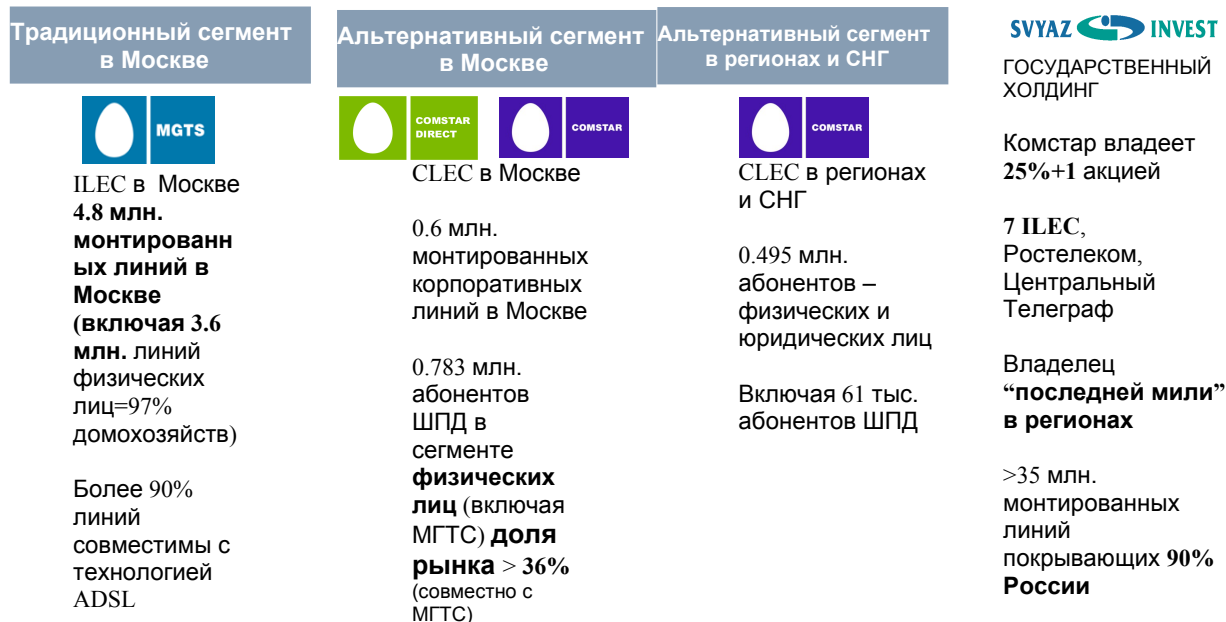 Традиционный сегмент
в Москве
MGTS
ILEC в Москве
4.8 млн.
монтированн
ых линий в
Москве
(включая 3.6
млн. линий
физических
лиц=97%
домохозяйств)
Более 90%
линий
совместимы с
технологией
ADSL
Альтернативный сегмент
в Москве
COMSTAR
DIRECT
COMSTAR
CLEC в Москве
0.6 млн.
монтированных
корпоративных
линий в Москве
0.783 млн.
абонентов
ШПД в
сегменте
физических
лиц (включая
МГТС) доля
рынка > 36%
(совместно с
МГТС)
Альтернативный сегмент
в регионах и СНГ
COMSTAR
CLEC в регионах
и СНГ
0.495 млн.
абонентов –
физических и
юридических лиц
Включая 61 тыс.
абонентов ШПД
SVYAZ INVEST
ГОСУДАРСТВЕННЫЙ
ХОЛДИНГ
Комстар владеет
25%+1 акцией
7 ILEC,
Ростелеком,
Центральный
Телеграф
Владелец
“последней мили”
в регионах
>35 млн.
монтированных
линий
покрывающих 90%
России